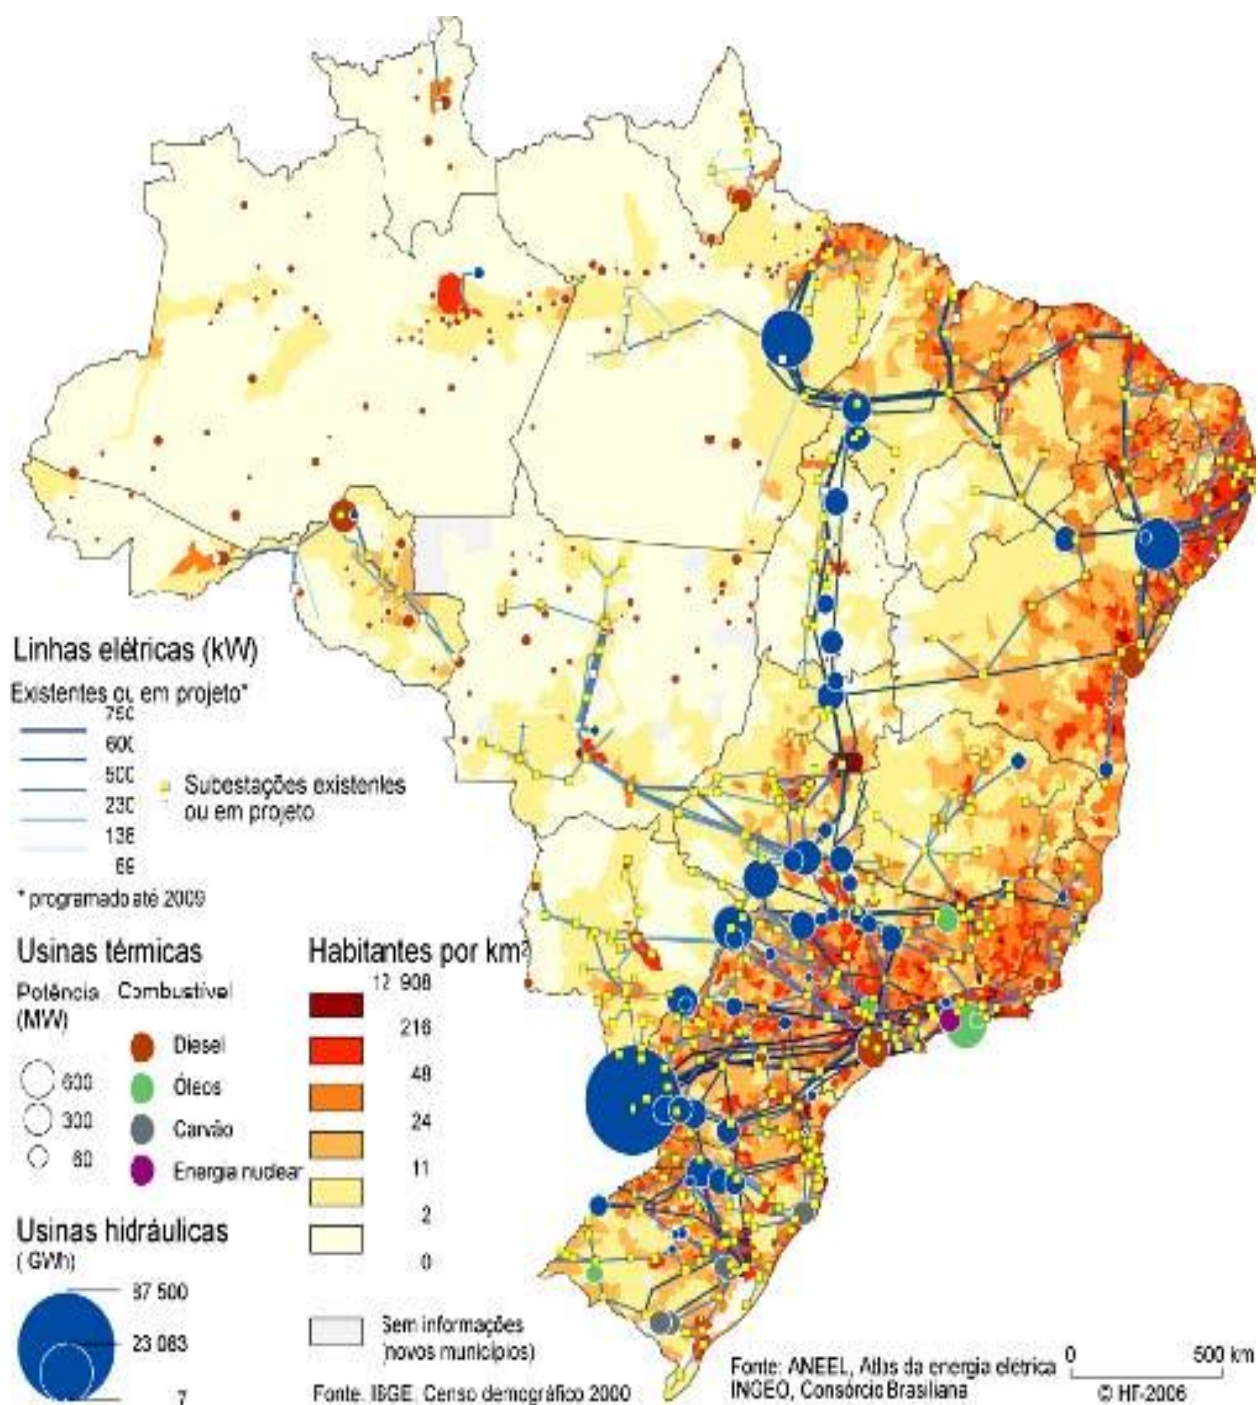 Linhas elétricas (kW)
Existentes ou em projeto*
750
600
500
230
138
69
Subestações existentes
ou em projeto
* programado até 2009
Usinas térmicas
Potência
(MW)
Combustível
600
300
60
Diesel
Óleos
Carvão
Energia nuclear
Usinas hidráulicas
(GWh)
87 500
23 083
7
Habitantes por km²
12 908
216
48
24
11
2
0
Sem informações
(novos municípios)
Fonte. IBGE. Censo demográfico 2000
Fonte: ANEEL, Atlas da energia elétrica
INGEO, Consórcio Brasiliana
0 500 km
© HT-2006